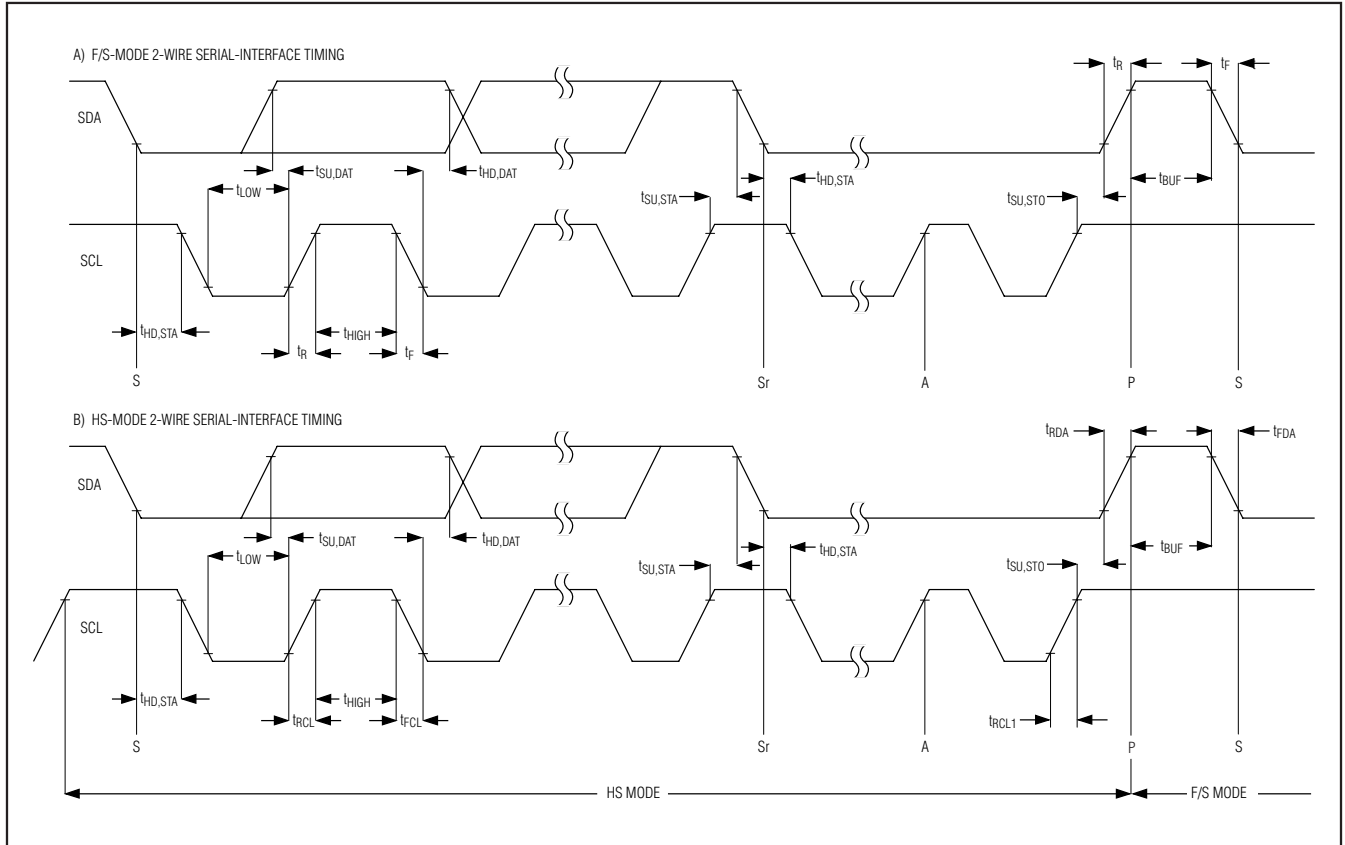 A) F/S-MODE 2-WIRE SERIAL-INTERFACE TIMING
tR
tF
SDA
tSU,DAT
tHD,DAT
tLOW
tHD,STA
tSU,STA
tBUF
tSU,STO
SCL
tHD,STA
tHIGH
tR
tF
S
Sr
A
P
S
B) HS-MODE 2-WIRE SERIAL-INTERFACE TIMING
tRDA
tFDA
SDA
tSU,DAT
tHD,DAT
tLOW
tHD,STA
tBUF
tSU,STA
tSU,STO
SCL
tHD,STA
tHIGH
tRCL
tFCL
tRCL1
S
Sr
A
P
S
HS MODE
F/S MODE